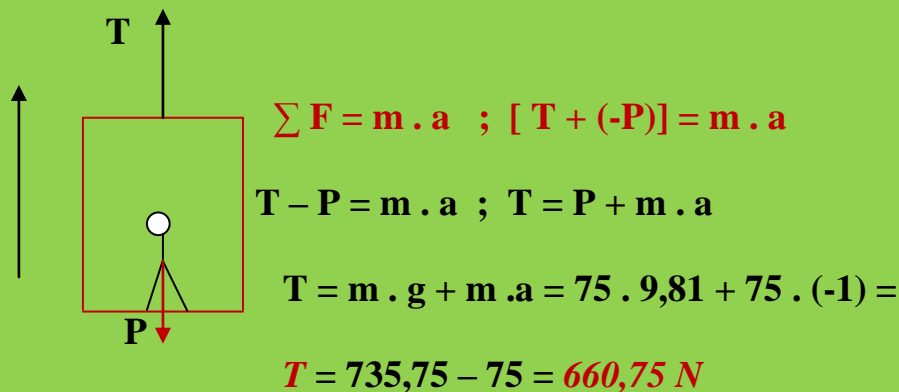 T
∑ F = m . a ; [ T + (-P)] = m . a
T – P = m . a ; T = P + m . a
T = m . g + m .a = 75 . 9,81 + 75 . (-1) =
P
T = 735,75 – 75 = 660,75 N